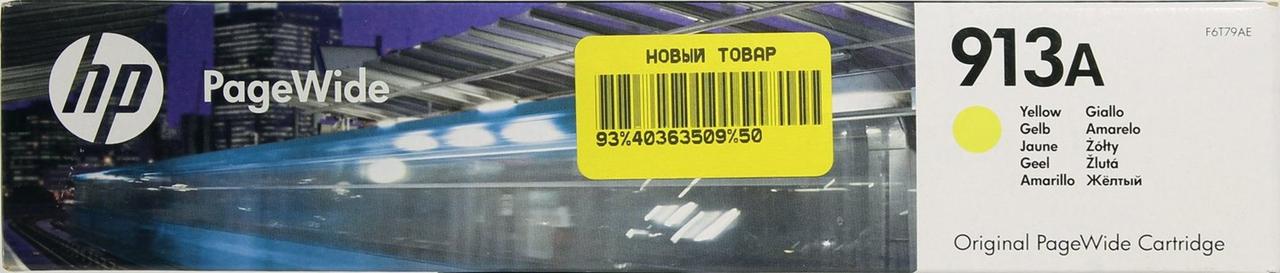 hp
PageWide
НОВЫЙ ТОВАР
93%40363509%50
F6T79AE
913A
Yellow Giallo
Gelb Amarelo
Jaune Żółty
Geel Žlutá
Amarillo Жёлтый
Original PageWide Cartridge